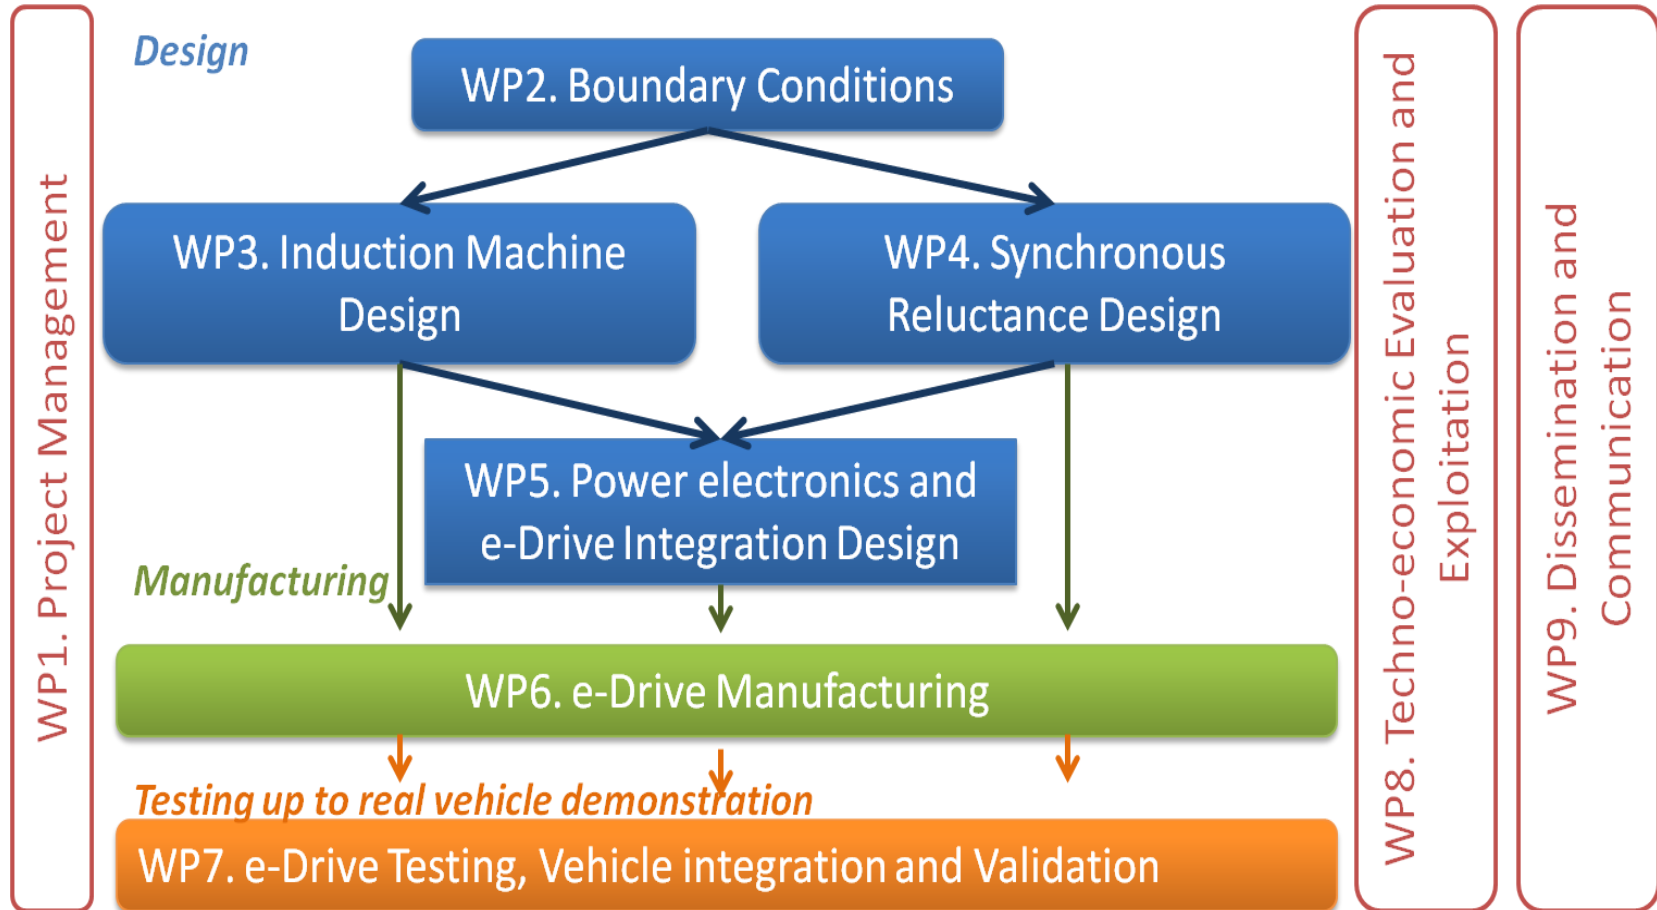 WP1. Project Management
Design
WP2. Boundary Conditions
WP3. Induction Machine
Design
WP4. Synchronous
Reluctance Design
WP5. Power electronics and
e-Drive Integration Design
Manufacturing
WP6. e-Drive Manufacturing
Testing up to real vehicle demonstration
WP7. e-Drive Testing, Vehicle integration and Validation
WP8. Techno-economic Evaluation and
Exploitation
WP9. Dissemination and
Communication